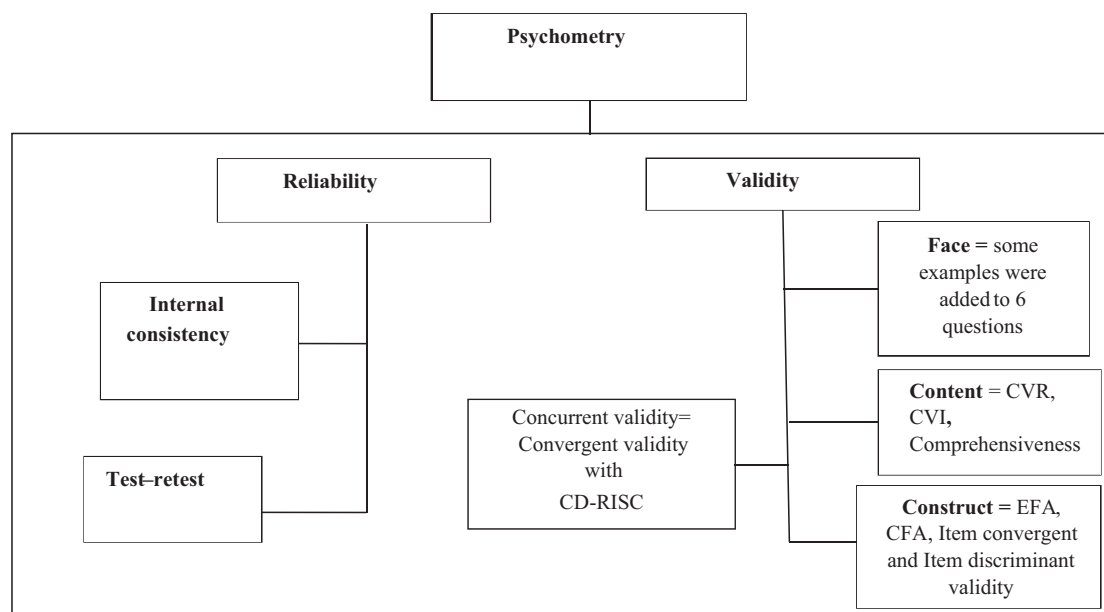 Psychometry
Reliability
Internal
consistency
Test–retest
Validity
Face = some
examples were
added to 6
questions
Content = CVR,
CVI,
Comprehensiveness
Concurrent validity=
Convergent validity
with
CD-RISC
Construct = EFA,
CFA, Item convergent
and Item discriminant
validity